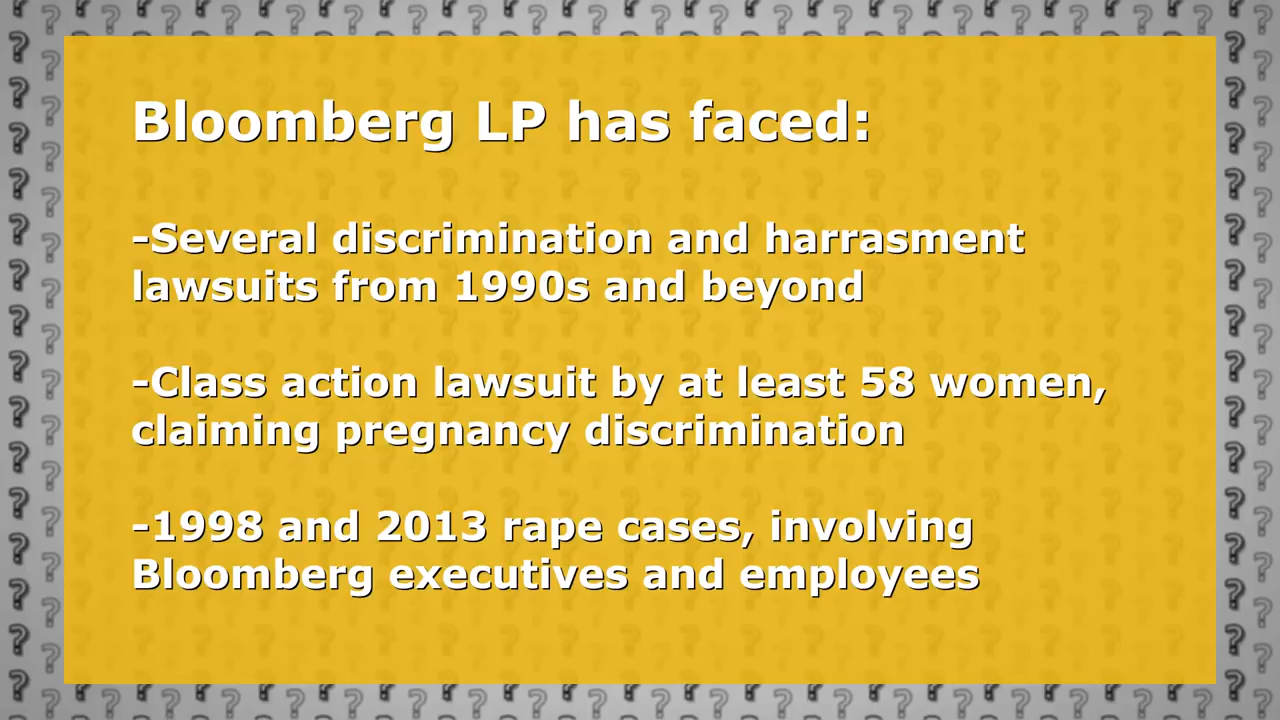 Bloomberg LP has faced:
-Several discrimination and harrasment
lawsuits from 1990s and beyond
-Class action lawsuit by at least 58 women,
claiming pregnancy discrimination
-1998 and 2013 rape cases, involving
Bloomberg executives and employees